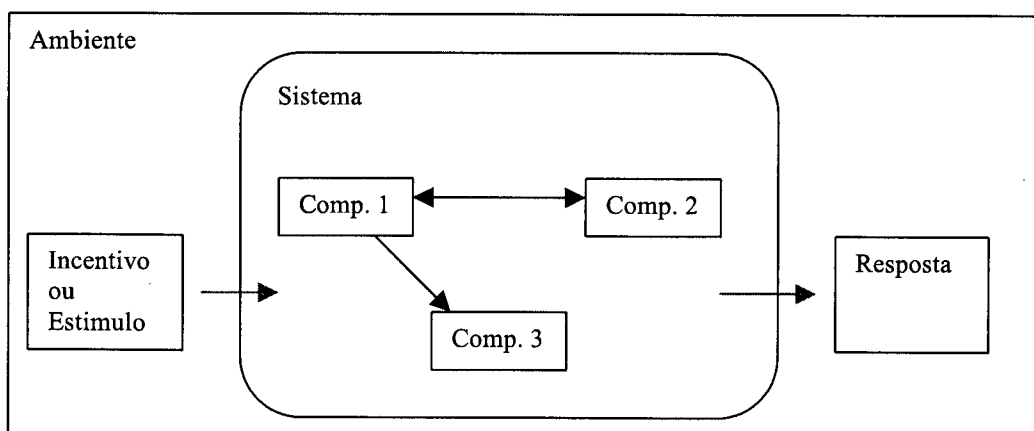 Ambiente
Sistema
Comp. 1
Comp. 2
Incentivo
ou
Estimulo
Resposta
Comp. 3